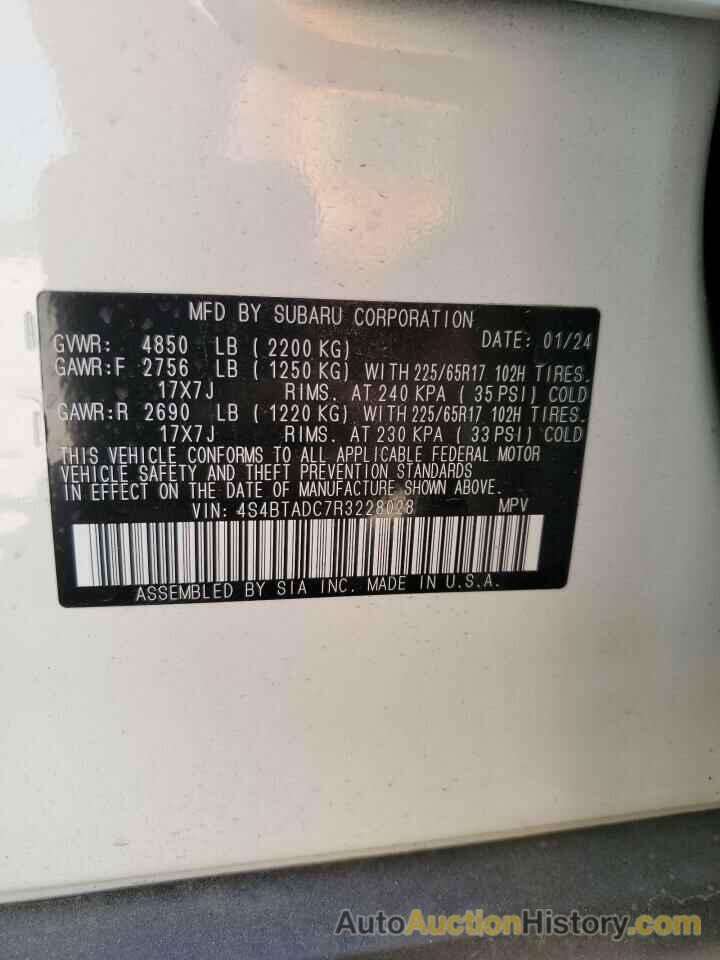 MFD BY SUBARU CORPORATION
GVWR: 4850 LB (2200 KG) DATE: 01/24
GAWR:F 2756 LB (1250 KG) WITH 225/65R17 102H TIRES.
17X7J RIMS. AT 240 KPA (35 PSI) COLD
GAWR:R 2690 LB (1220 KG) WITH 225/65R17 102H TIRES.
17X7J RIMS. AT 230 KPA (33 PSI) COLD
THIS VEHICLE CONFORMS TO ALL APPLICABLE FEDERAL MOTOR
VEHICLE SAFETY AND THEFT PREVENTION STANDARDS
IN EFFECT ON THE DATE OF MANUFACTURE SHOWN ABOVE.
VIN: 4S4BTADC7R3228028 MPV
ASSEMBLED BY SIA INC. MADE IN U.S.A.
AutoAuctionHistory.com